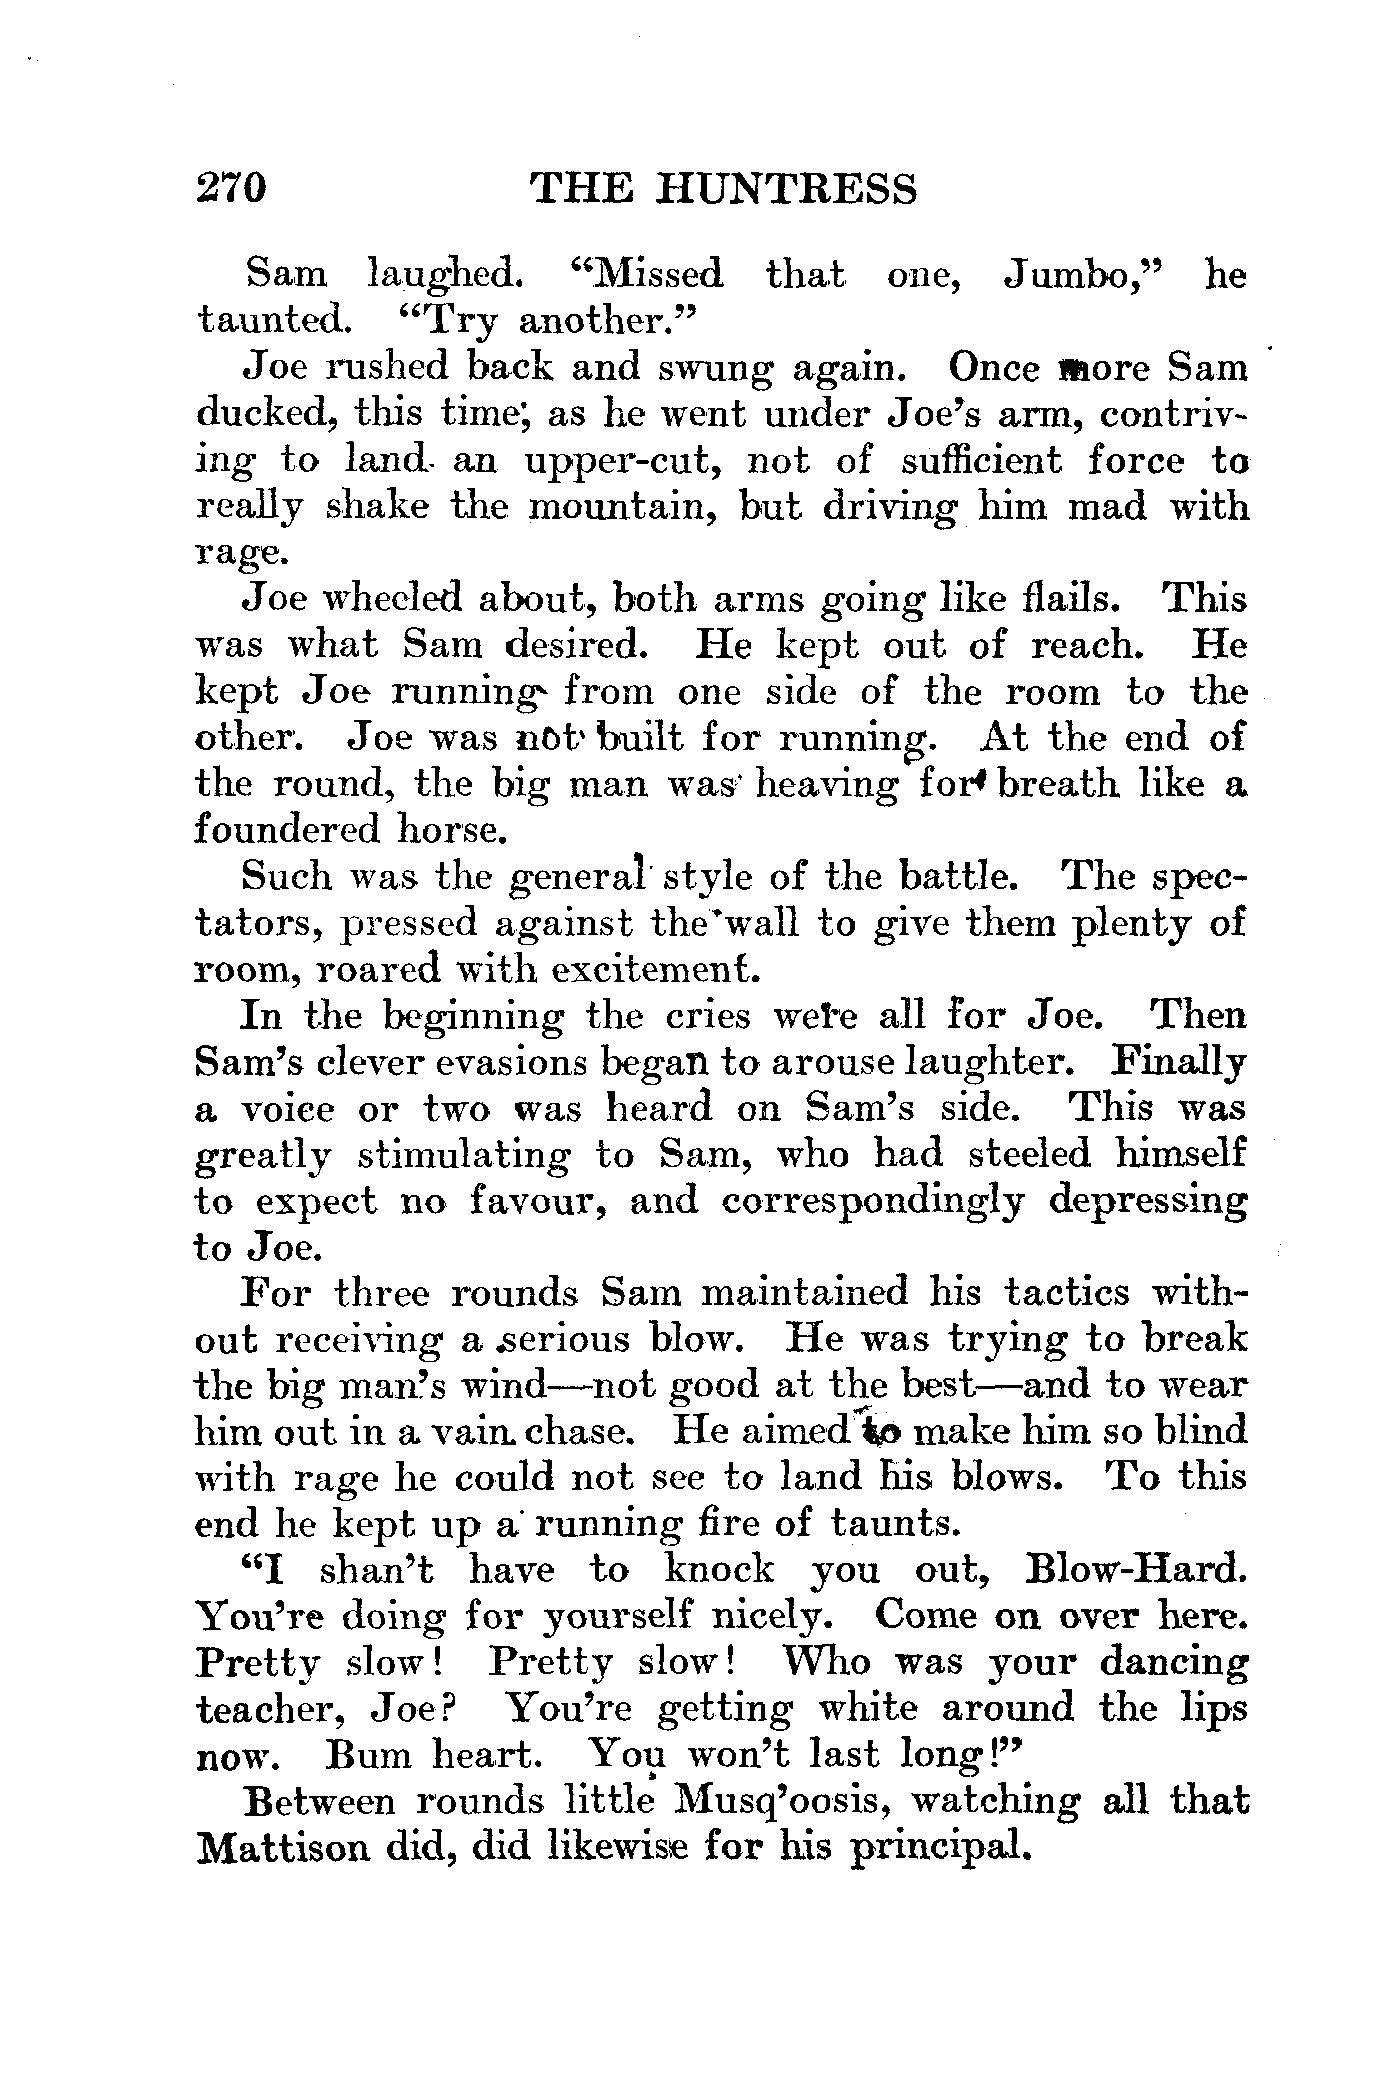 270 THE HUNTRESS
Sam laughed. “Missed that one, Jumbo,” he
taunted. “Try another.”
Joe rushed back and swung again. Once more Sam
ducked, this time, as he went under Joe’s arm, contriv-
ing to land an upper-cut, not of sufficient force to
really shake the mountain, but driving him mad with
rage.
Joe wheeled about, both arms going like flails. This
was what Sam desired. He kept out of reach. He
kept Joe running from one side of the room to the
other. Joe was not built for running. At the end of
the round, the big man was heaving for breath like a
foundered horse.
Such was the general style of the battle. The spec-
tators, pressed against the wall to give them plenty of
room, roared with excitement.
In the beginning the cries were all for Joe. Then
Sam’s clever evasions began to arouse laughter. Finally
a voice or two was heard on Sam’s side. This was
greatly stimulating to Sam, who had steeled himself
to expect no favour, and correspondingly depressing
to Joe.
For three rounds Sam maintained his tactics with-
out receiving a serious blow. He was trying to break
the big man’s wind—not good at the best—and to wear
him out in a vain chase. He aimed to make him so blind
with rage he could not see to land his blows. To this
end he kept up a running fire of taunts.
“I shan’t have to knock you out, Blow-Hard.
You’re doing for yourself nicely. Come on over here.
Pretty slow! Pretty slow! Who was your dancing
teacher, Joe? You’re getting white around the lips
now. Bum heart. You won’t last long!”
Between rounds little Musq’oosis, watching all that
Mattison did, did likewise for his principal.